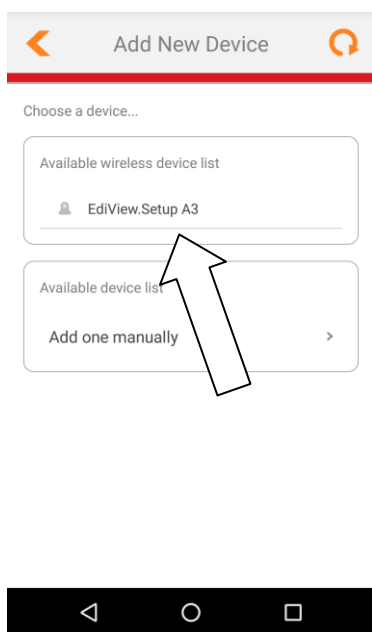 Add New Device
Choose a device...
Available wireless device list
EdiView.Setup A3
Available device list
Add one manually